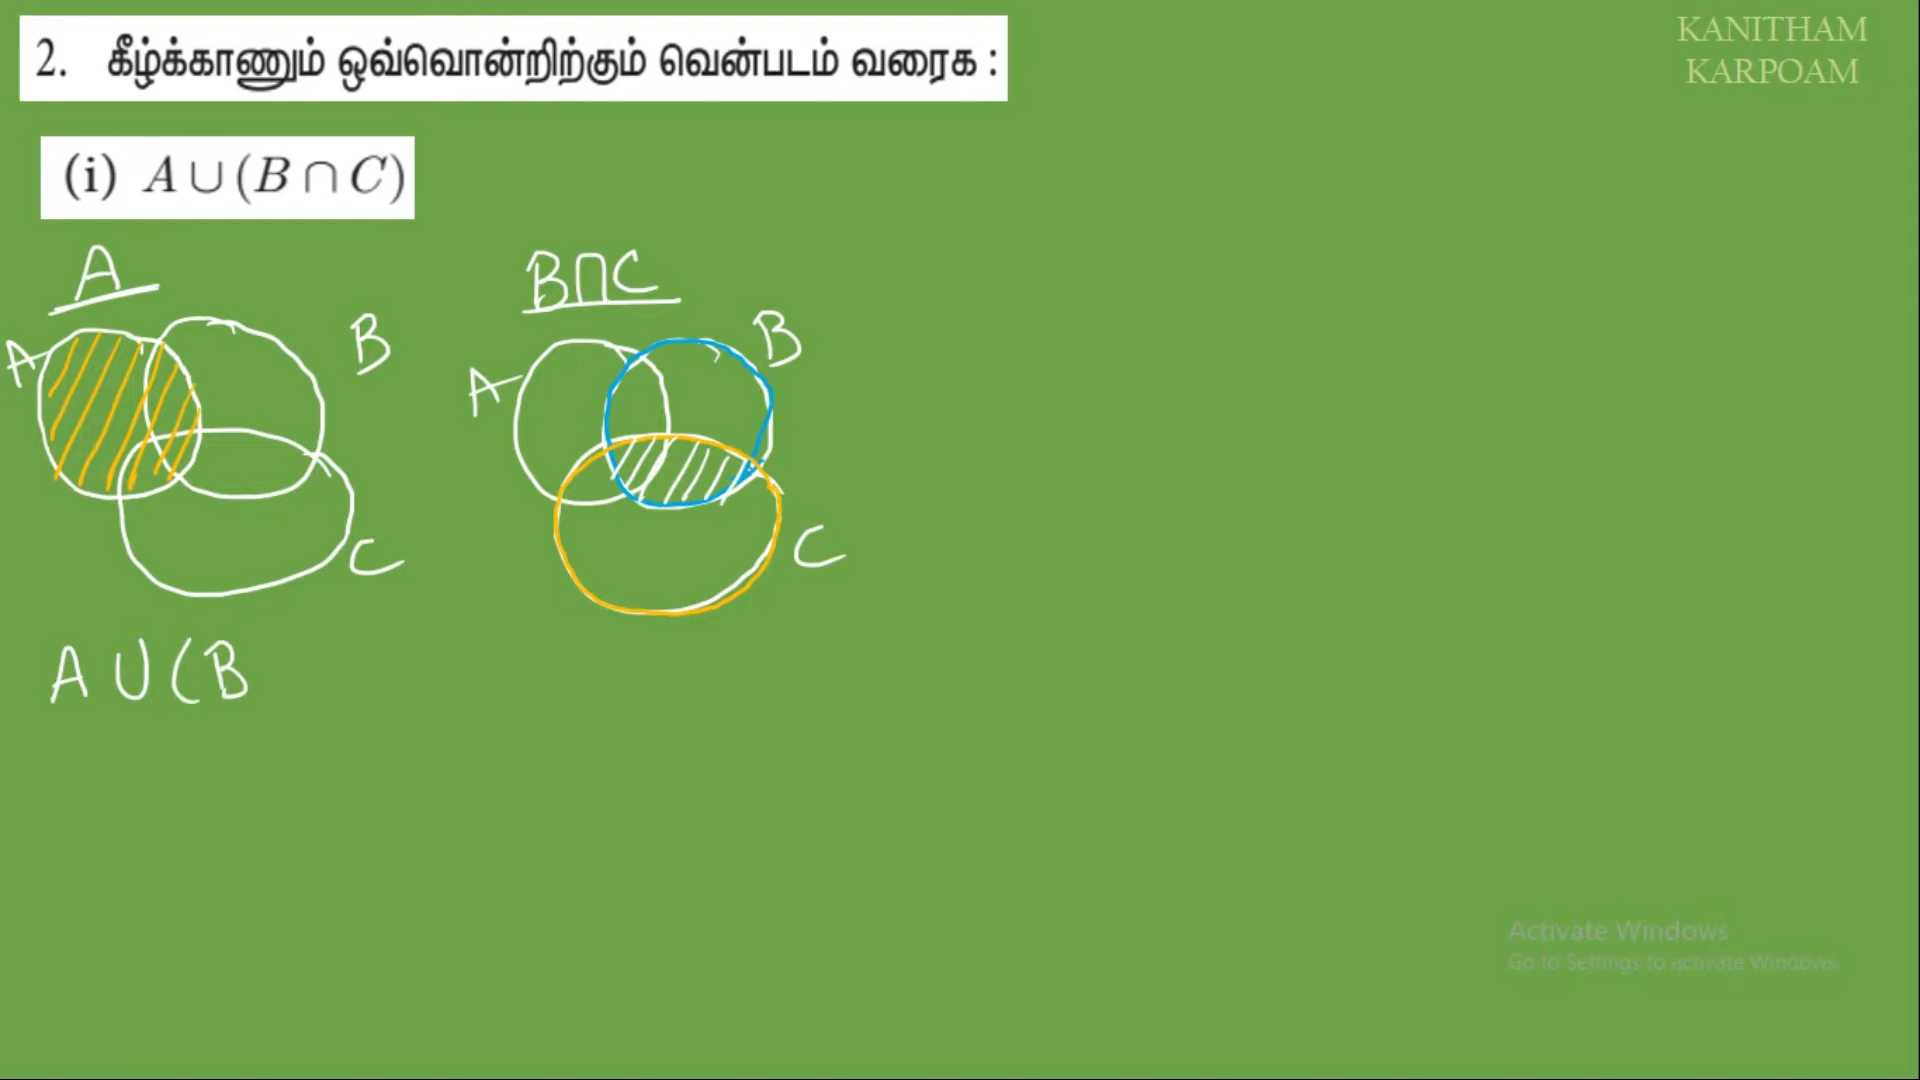 2. கீழ்க்காணும் ஒவ்வொன்றிற்கும் வென்படம் வரைக :
KANITHAM
KARPOAM
(i) A∪(B∩C)
A
B∩C
A
B
A
B
C
C
A ∪ (B
Activate Windows
Go to Settings to activate Windows.